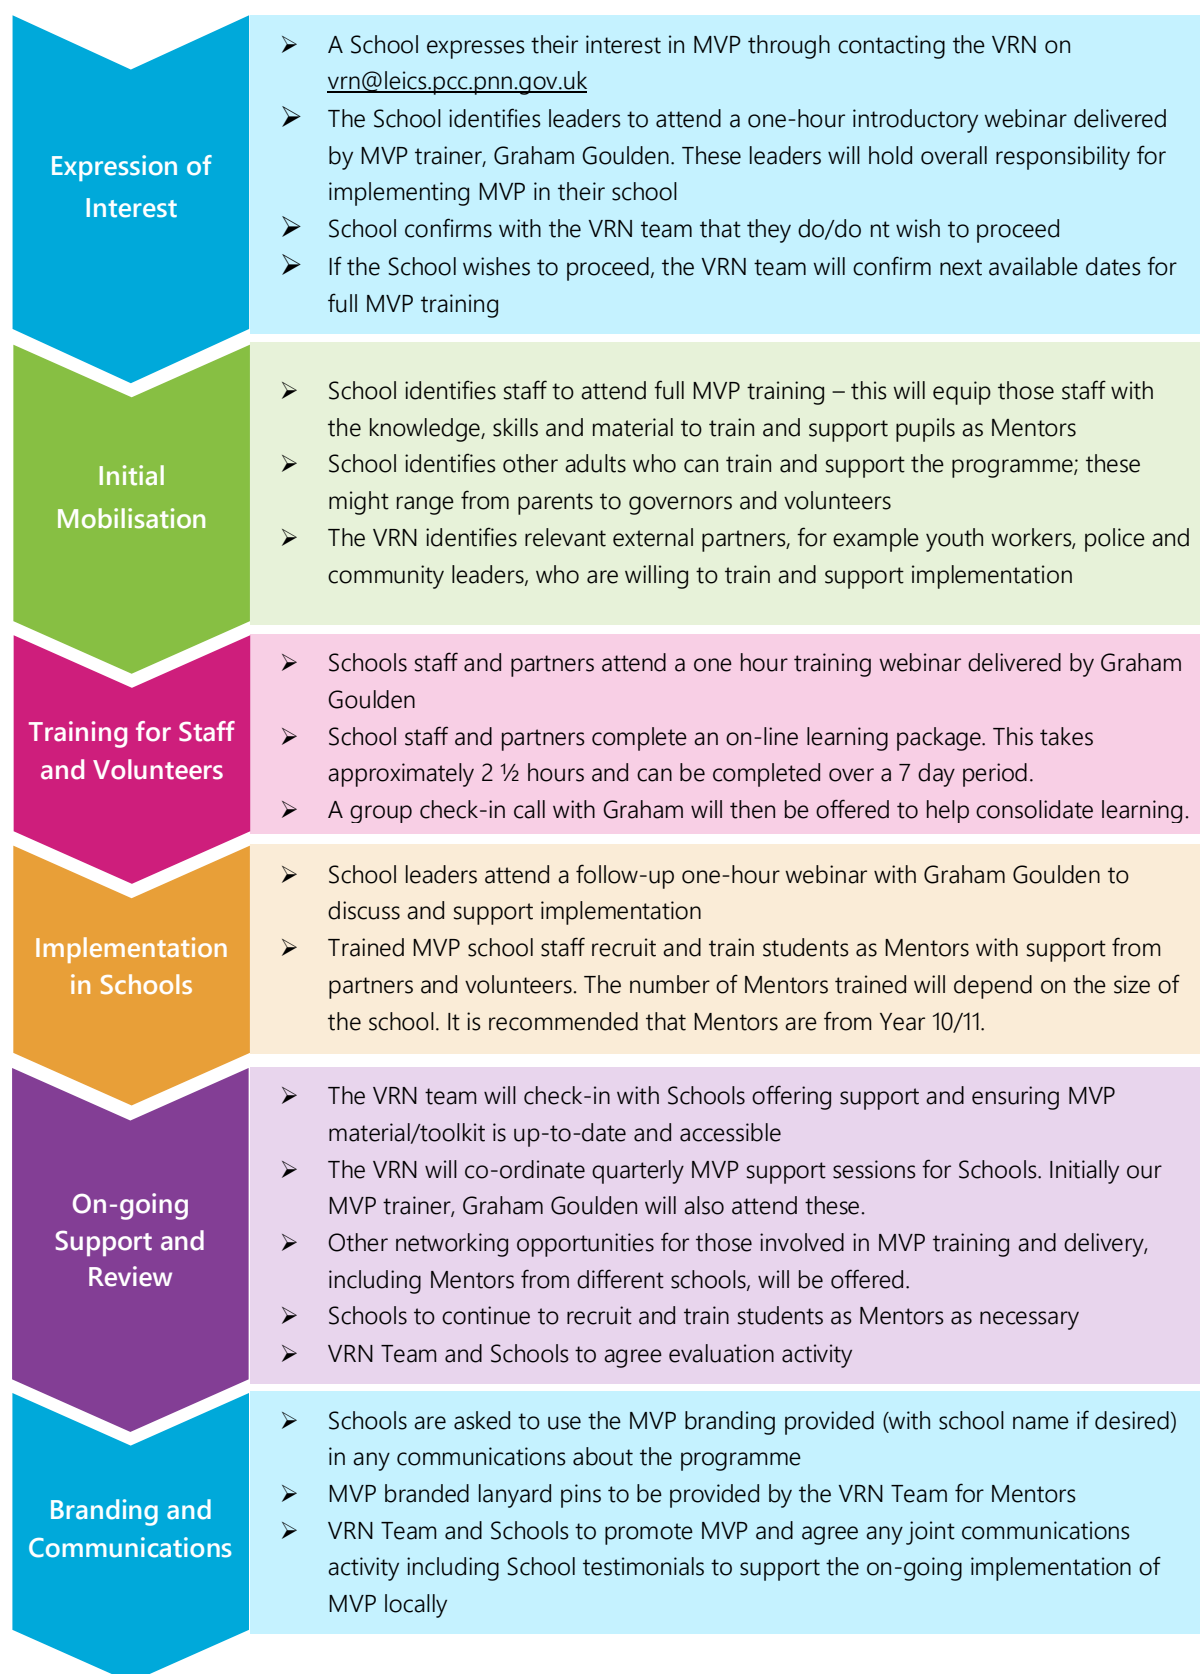 Expression of
Interest
➢ A School expresses their interest in MVP through contacting the VRN on
vrn@leics.pcc.pnn.gov.uk
➢ The School identifies leaders to attend a one-hour introductory webinar delivered
by MVP trainer, Graham Goulden. These leaders will hold overall responsibility for
implementing MVP in their school
➢ School confirms with the VRN team that they do/do nt wish to proceed
➢ If the School wishes to proceed, the VRN team will confirm next available dates for
full MVP training
Initial
Mobilisation
➢ School identifies staff to attend full MVP training – this will equip those staff with
the knowledge, skills and material to train and support pupils as Mentors
➢ School identifies other adults who can train and support the programme; these
might range from parents to governors and volunteers
➢ The VRN identifies relevant external partners, for example youth workers, police and
community leaders, who are willing to train and support implementation
Training for Staff
and Volunteers
➢ Schools staff and partners attend a one hour training webinar delivered by Graham
Goulden
➢ School staff and partners complete an on-line learning package. This takes
approximately 2 ½ hours and can be completed over a 7 day period.
➢ A group check-in call with Graham will then be offered to help consolidate learning.
Implementation
in Schools
➢ School leaders attend a follow-up one-hour webinar with Graham Goulden to
discuss and support implementation
➢ Trained MVP school staff recruit and train students as Mentors with support from
partners and volunteers. The number of Mentors trained will depend on the size of
the school. It is recommended that Mentors are from Year 10/11.
On-going
Support and
Review
➢ The VRN team will check-in with Schools offering support and ensuring MVP
material/toolkit is up-to-date and accessible
➢ The VRN will co-ordinate quarterly MVP support sessions for Schools. Initially our
MVP trainer, Graham Goulden will also attend these.
➢ Other networking opportunities for those involved in MVP training and delivery,
including Mentors from different schools, will be offered.
➢ Schools to continue to recruit and train students as Mentors as necessary
➢ VRN Team and Schools to agree evaluation activity
Branding and
Communications
➢ Schools are asked to use the MVP branding provided (with school name if desired)
in any communications about the programme
➢ MVP branded lanyard pins to be provided by the VRN Team for Mentors
➢ VRN Team and Schools to promote MVP and agree any joint communications
activity including School testimonials to support the on-going implementation of
MVP locally